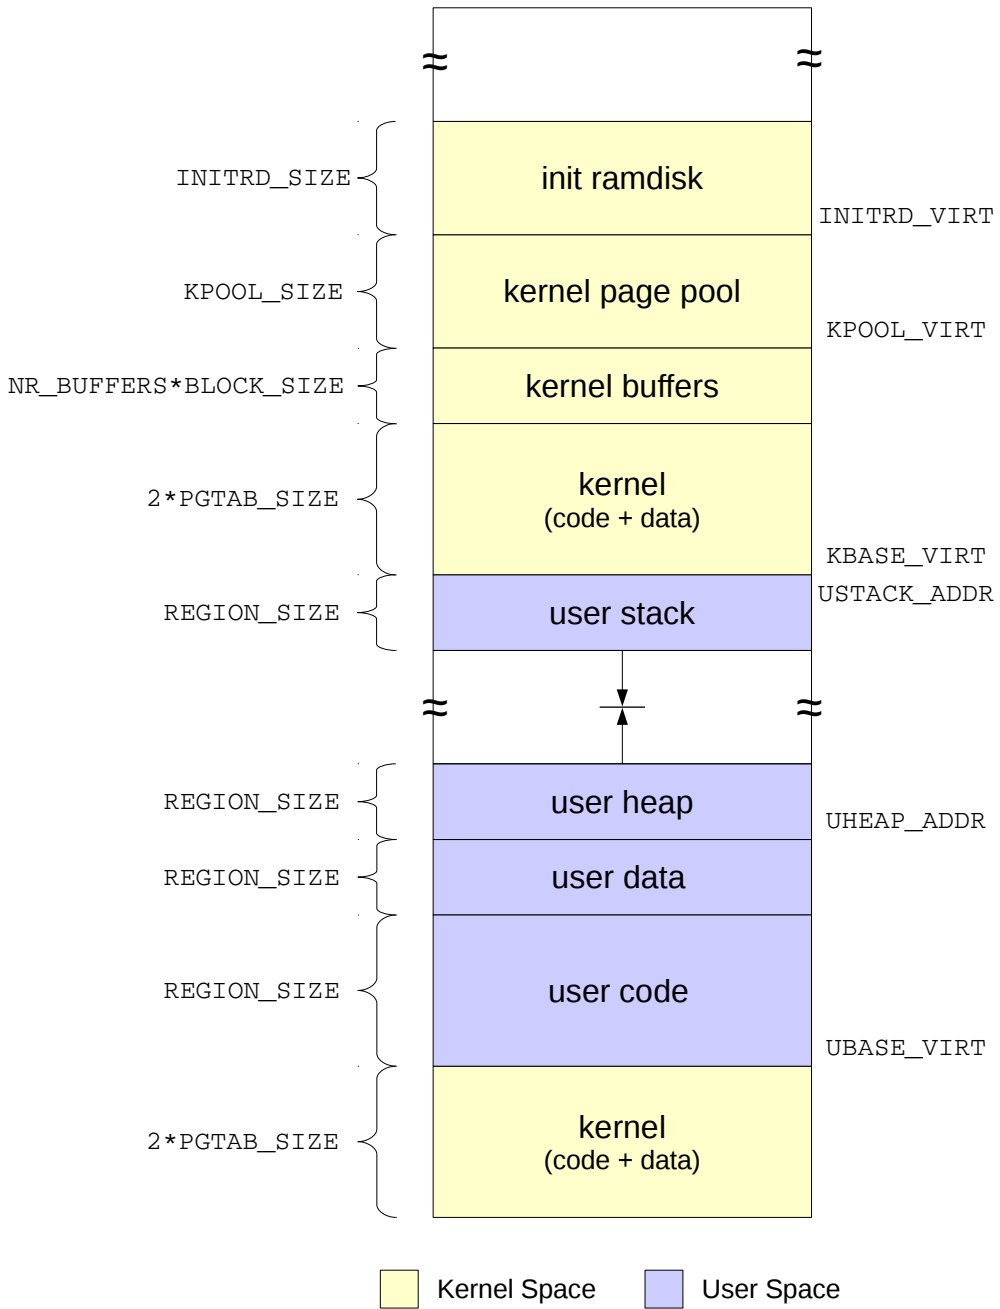 INITRD_SIZE
init ramdisk
INITRD_VIRT
KPOOL_SIZE
kernel page pool
KPOOL_VIRT
NR_BUFFERS*BLOCK_SIZE
kernel buffers
2*PGTAB_SIZE
kernel
(code + data)
KBASE_VIRT
USTACK_ADDR
REGION_SIZE
user stack
REGION_SIZE
user heap
UHEAP_ADDR
REGION_SIZE
user data
REGION_SIZE
user code
UBASE_VIRT
2*PGTAB_SIZE
kernel
(code + data)
Kernel Space
User Space